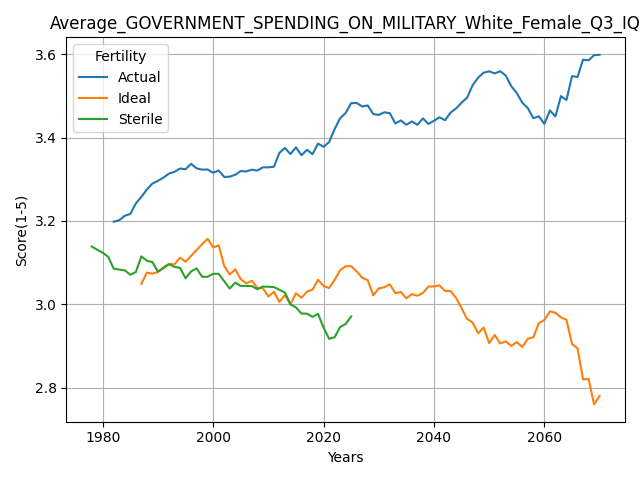 Average_GOVERNMENT_SPENDING_ON_MILITARY_White_Female_Q3_IQ
Fertility
Actual
Ideal
Sterile
Score(1-5)
3.6
3.4
3.2
3.0
2.8
1980 2000 2020 2040 2060
Years